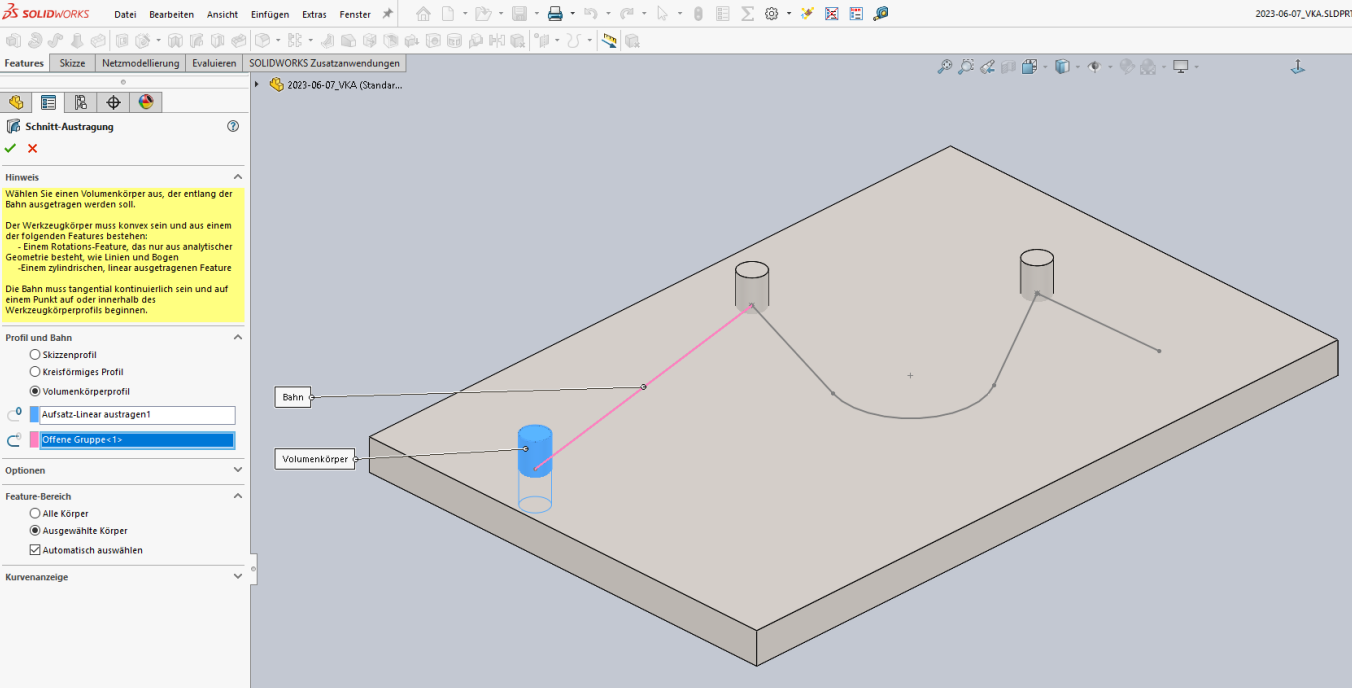 SOLIDWORKS
Datei Bearbeiten Ansicht Einfügen Extras Fenster
2023-06-07_VKA.SLDPRT
Features Skizze Netzmodellierung Evaluieren SOLIDWORKS Zusatzanwendungen
2023-06-07_VKA (Standar...
Schnitt-Austragung
Hinweis
Wählen Sie einen Volumenkörper aus, der entlang der
Bahn ausgetragen werden soll.
Der Werkzeugkörper muss konvex sein und aus einem
der folgenden Features bestehen:
- Einem Rotations-Feature, das nur aus analytischer
Geometrie besteht, wie Linien und Bogen
-Einem zylindrischen, linear ausgetragenen Feature
Die Bahn muss tangential kontinuierlich sein und auf
einem Punkt auf oder innerhalb des
Werkzeugkörperprofils beginnen.
Profil und Bahn
Skizzenprofil
Kreisförmiges Profil
Volumenkörperprofil
Aufsatz-Linear austragen1
Offene Gruppe<1>
Optionen
Feature-Bereich
Alle Körper
Ausgewählte Körper
Automatisch auswählen
Kurvenanzeige
Bahn
Volumenkörper